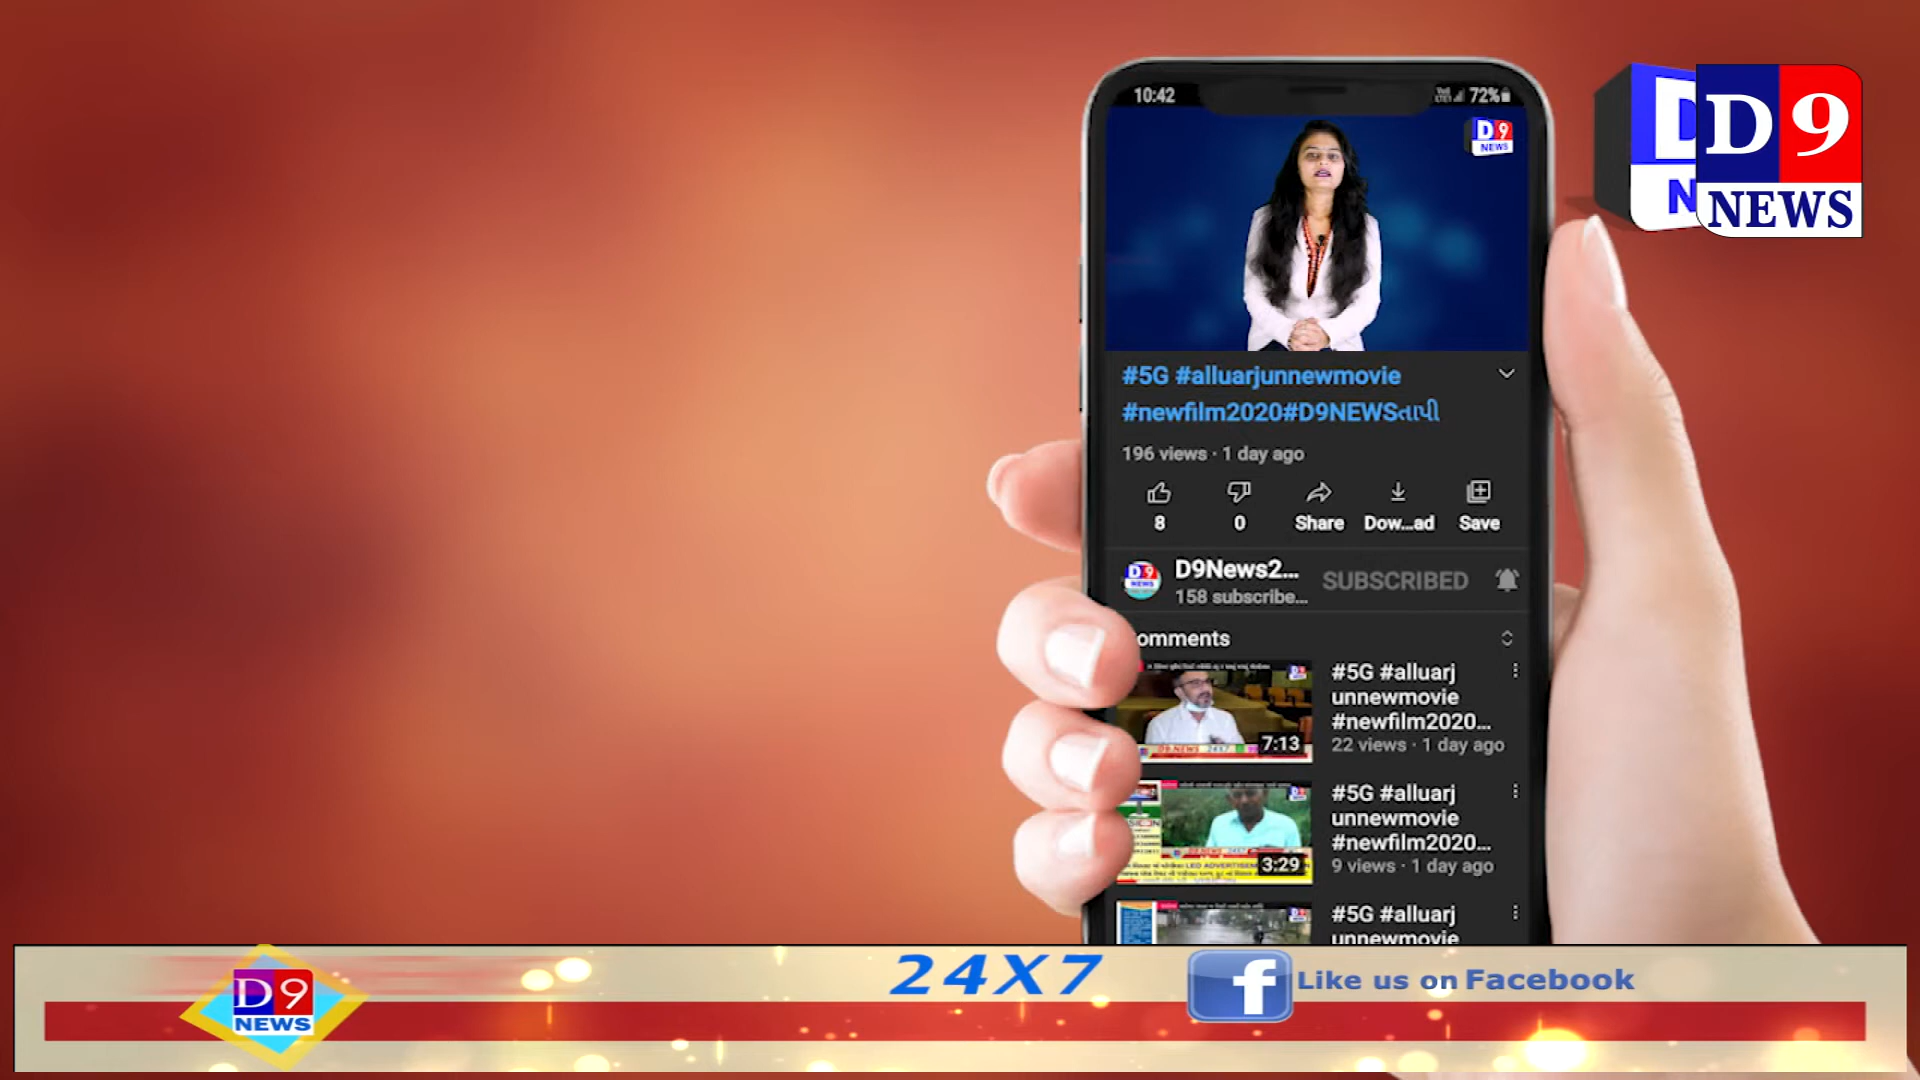 10:42
72%
D9
NEWS
D
N
D9
NEWS
#5G #alluarjunnewmovie
#newfilm2020#D9NEWSતાપી
196 views · 1 day ago
8
0
Share
Dow...ad
Save
D9News2...
SUBSCRIBED
158 subscribe...
omments
#5G #alluarj
unnewmovie
#newfilm2020...
22 views · 1 day ago
7:13
#5G #alluarj
unnewmovie
#newfilm2020...
9 views · 1 day ago
3:29
LED ADVERTISEM
#5G #alluarj
unnewmovie
D9
NEWS
24X7
Like us on Facebook